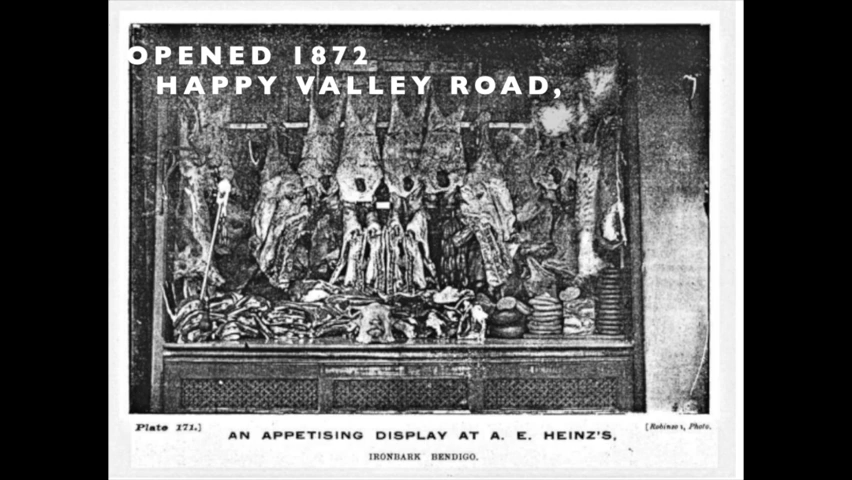 OPENED 1872
HAPPY VALLEY ROAD,
Plate 171.]
[Robinson, Photo.
AN APPETISING DISPLAY AT A. E. HEINZ'S,
IRONBARK BENDIGO.